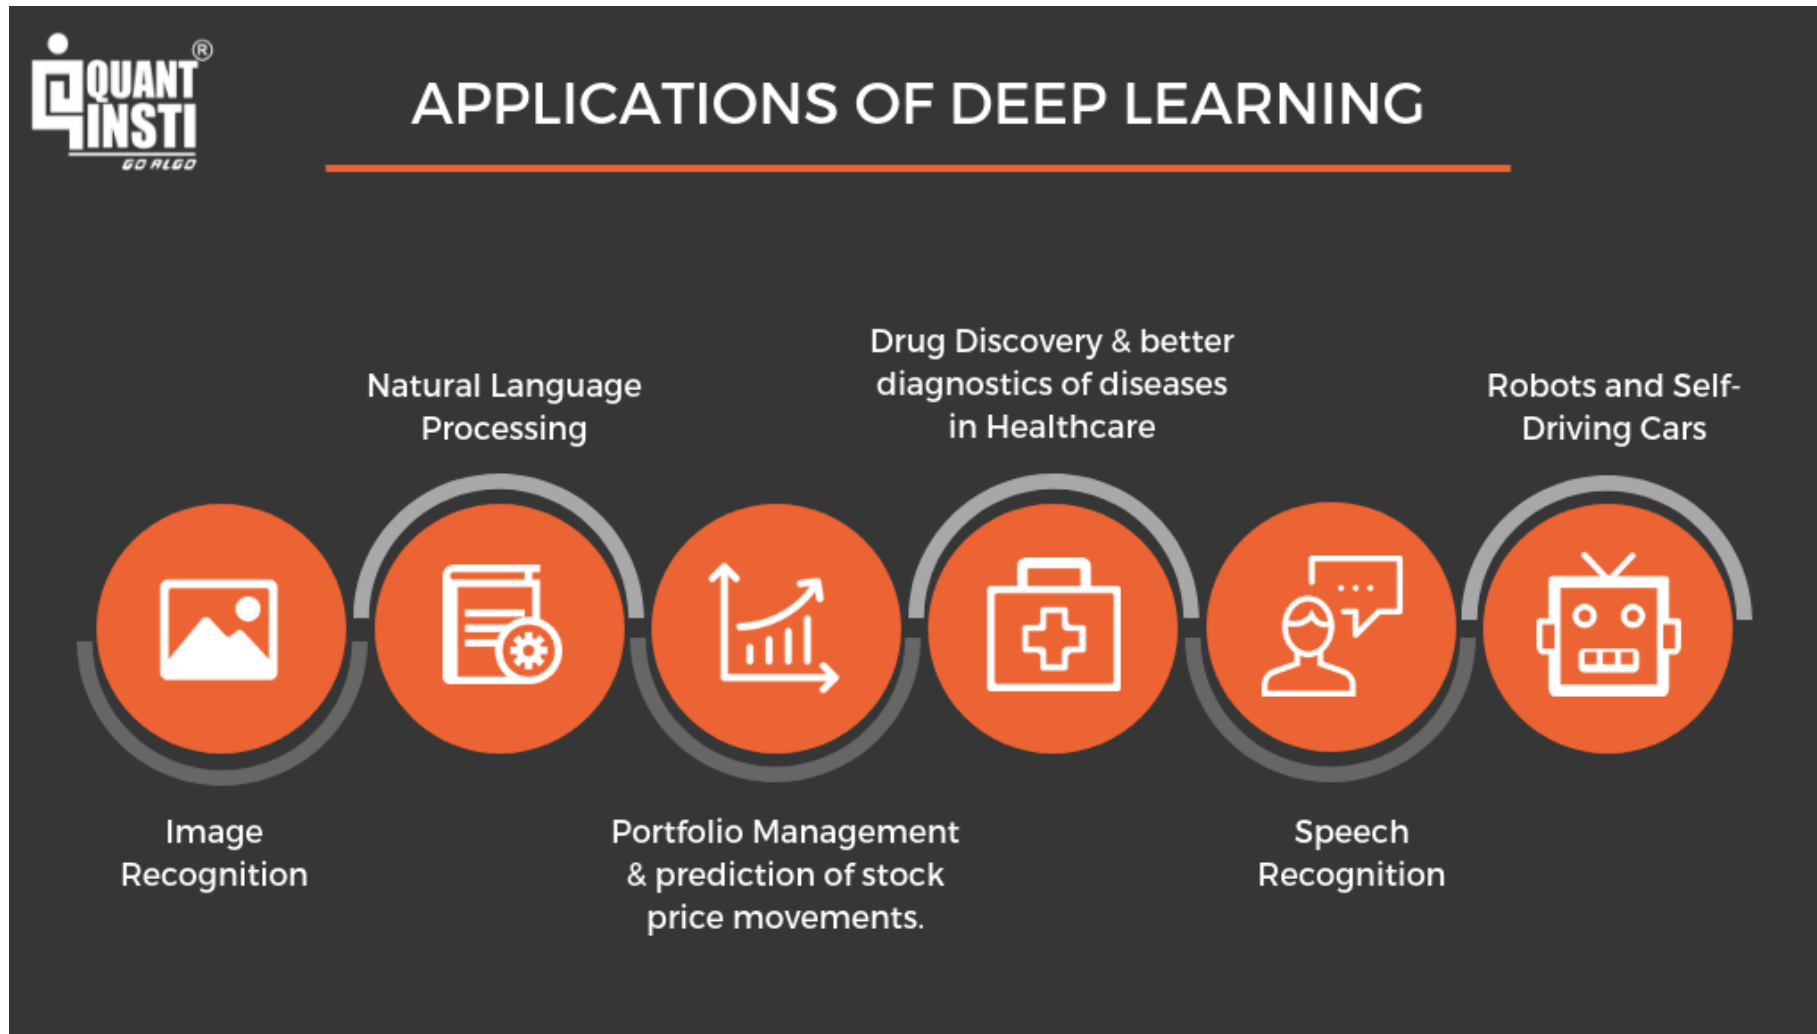 QUANT®
INSTI
GO ALGO
APPLICATIONS OF DEEP LEARNING
Image
Recognition
Natural Language
Processing
Portfolio Management
& prediction of stock
price movements.
Drug Discovery & better
diagnostics of diseases
in Healthcare
Speech
Recognition
Robots and Self-
Driving Cars